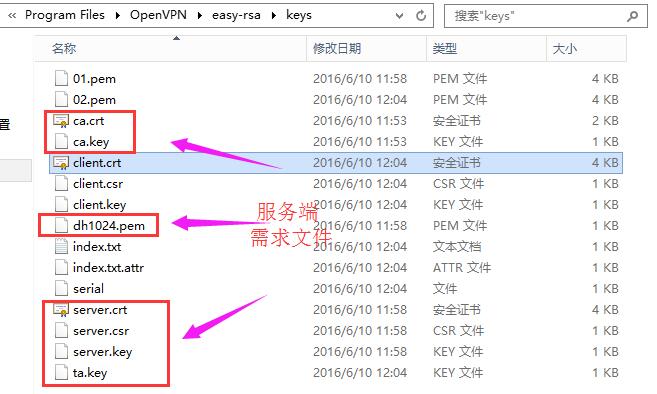 « Program Files OpenVPN easy-rsa keys 搜索"keys"
名称 修改日期 类型 大小
01.pem 2016/6/10 11:58 PEM 文件 4 KB
02.pem 2016/6/10 12:04 PEM 文件 4 KB
置 ca.crt 2016/6/10 11:53 安全证书 2 KB
ca.key 2016/6/10 11:53 KEY 文件 1 KB
client.crt 2016/6/10 12:04 安全证书 4 KB
client.csr 2016/6/10 12:04 CSR 文件 1 KB
client.key 2016/6/10 12:04 KEY 文件 1 KB
服务端
dh1024.pem 2016/6/10 11:58 PEM 文件 1 KB
需求文件
index.txt 2016/6/10 12:04 文本文档 1 KB
index.txt.attr 2016/6/10 12:04 ATTR 文件 1 KB
serial 2016/6/10 12:04 文件 1 KB
server.crt 2016/6/10 11:58 安全证书 4 KB
server.csr 2016/6/10 11:58 CSR 文件 1 KB
server.key 2016/6/10 11:58 KEY 文件 1 KB
ta.key 2016/6/10 12:04 KEY 文件 1 KB